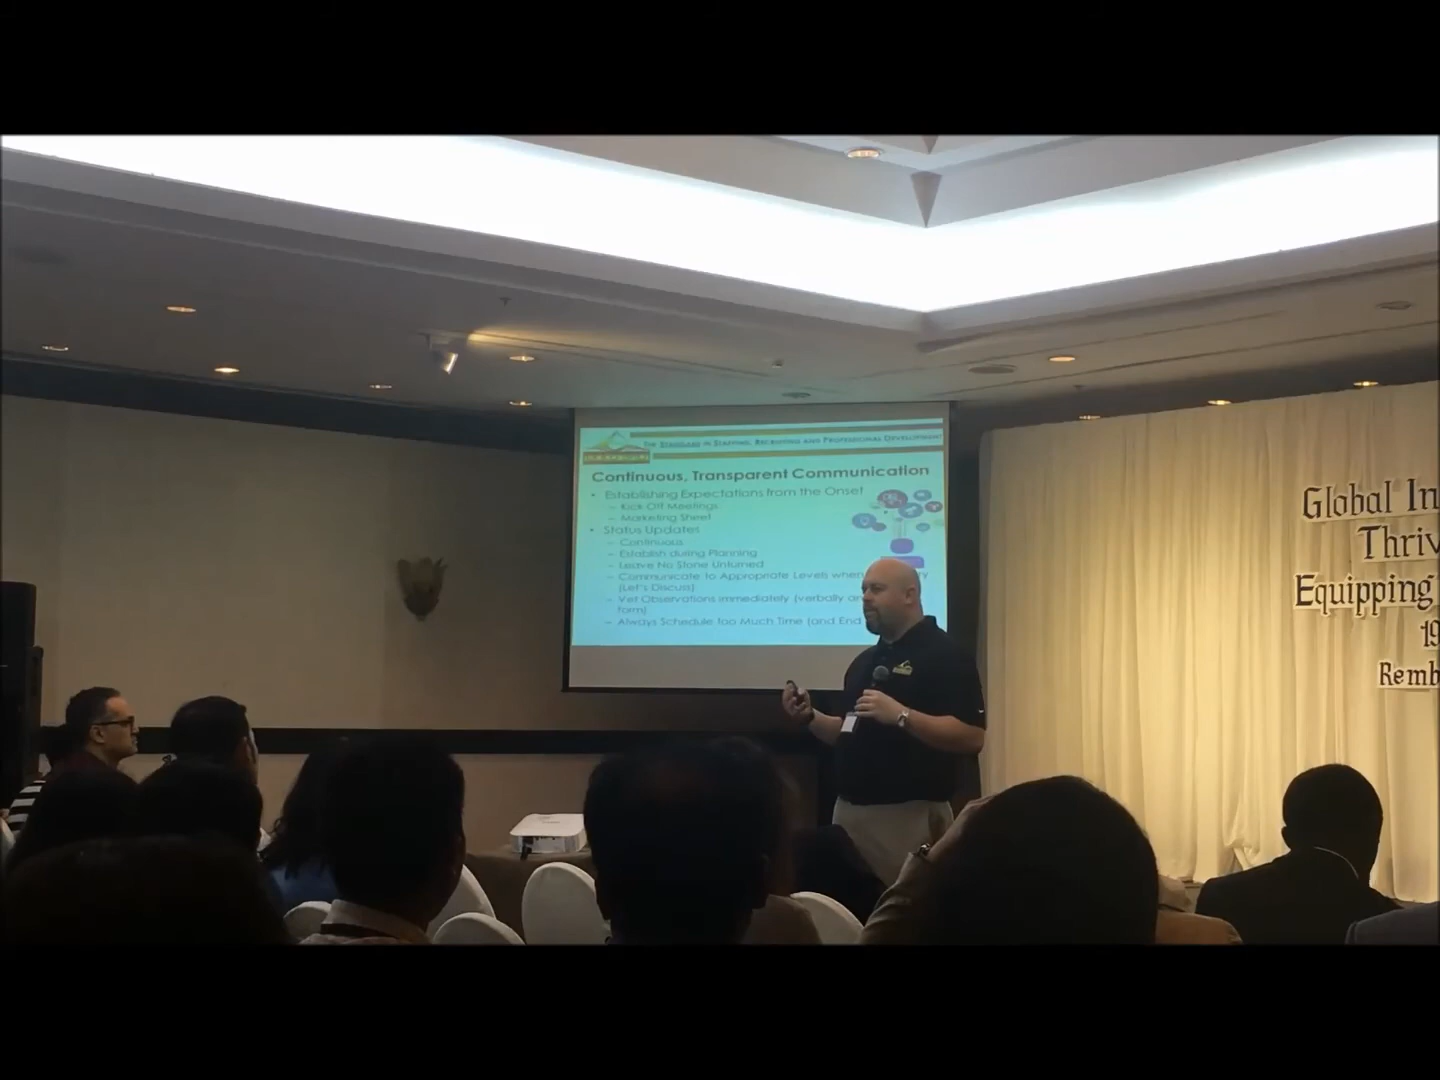 The Standard in Staffing, Recruiting and Professional Development
Continuous, Transparent Communication
• Establishing Expectations from the Onset
– Kick Off Meetings
– Marketing Sheet
• Status Updates
– Continuous
– Establish during Planning
– Leave No Stone Unturned
– Communicate to Appropriate Levels when
(Let's Discuss)
– Vet Observations immediately (verbally
form)
– Always Schedule too Much Time (and End
Global In
Thriv
Equipping
19
Remb